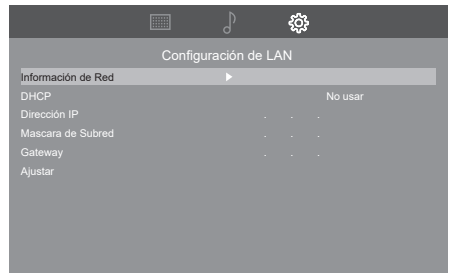 Configuración de LAN
Información de Red
DHCP No usar
Dirección IP . . .
Mascara de Subred . . .
Gateway . . .
Ajustar